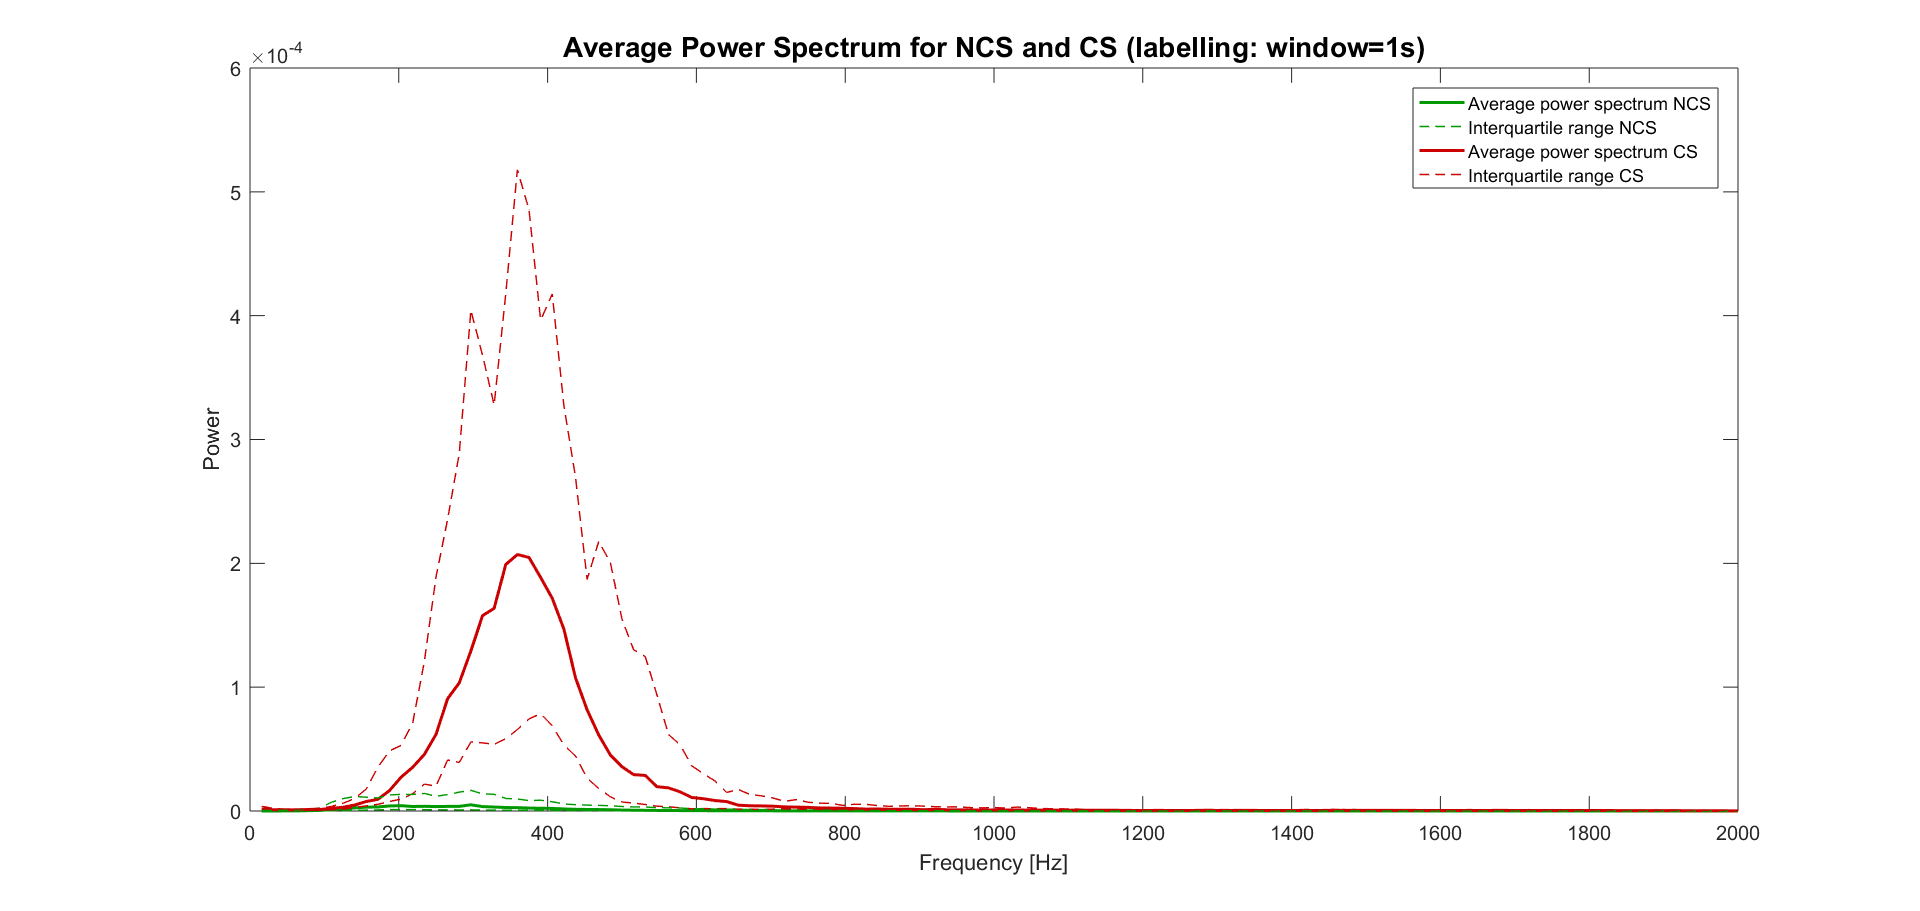 Average Power Spectrum for NCS and CS (labelling: window=1s)
×10-4
6
5
4
3
2
1
0
Power
Average power spectrum NCS
Interquartile range NCS
Average power spectrum CS
Interquartile range CS
0 200 400 600 800 1000 1200 1400 1600 1800 2000
Frequency [Hz]